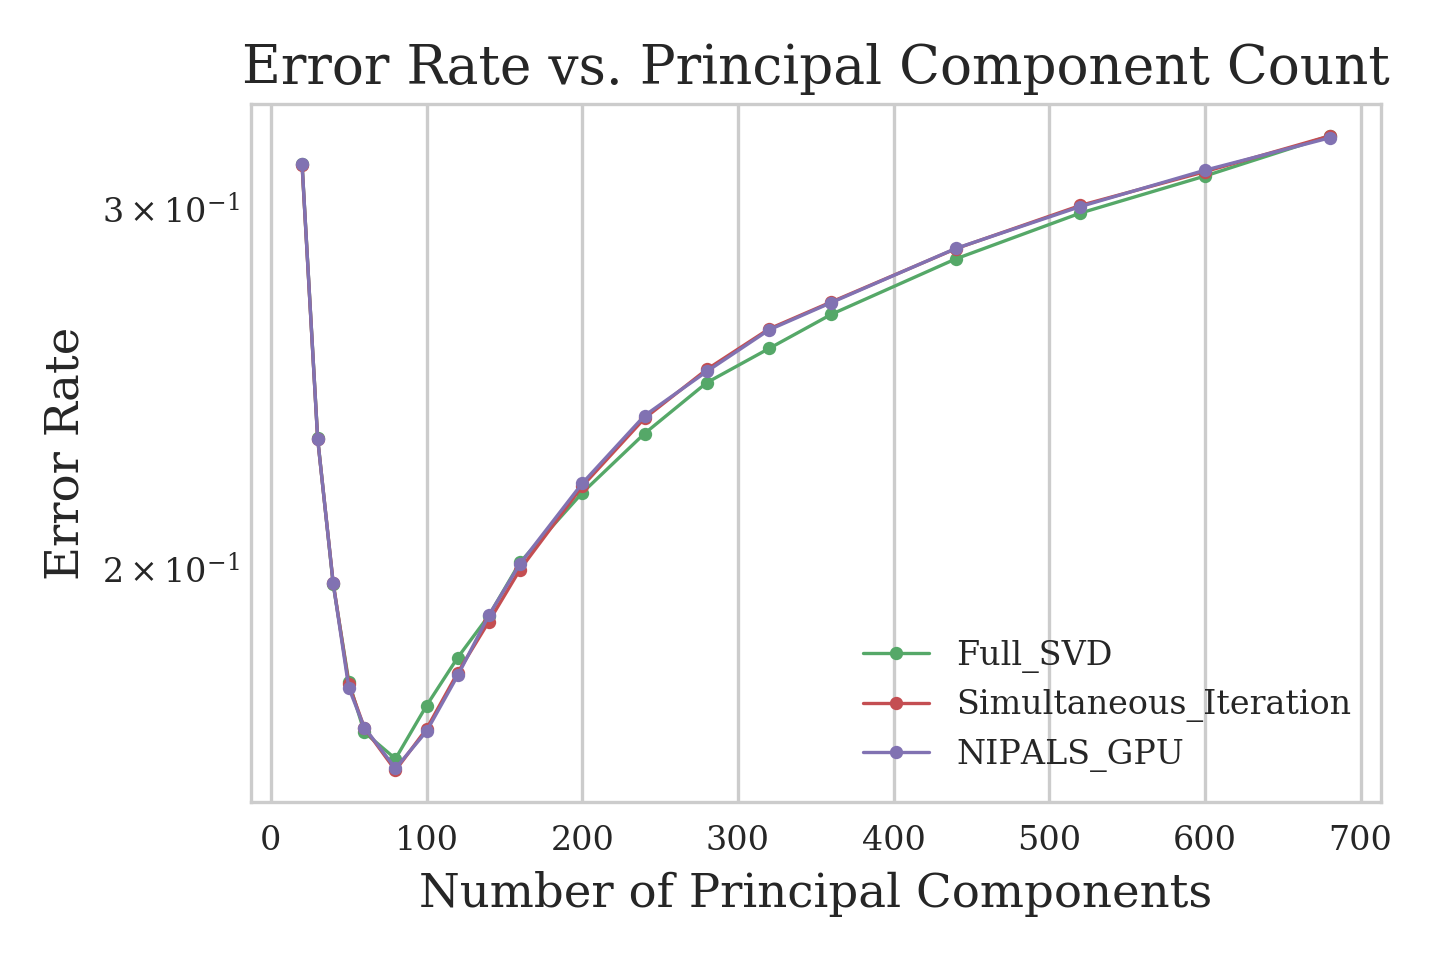 Error Rate vs. Principal Component Count
3 × 10⁻¹
2 × 10⁻¹
Error Rate
Full_SVD
Simultaneous_Iteration
NIPALS_GPU
0 100 200 300 400 500 600 700
Number of Principal Components